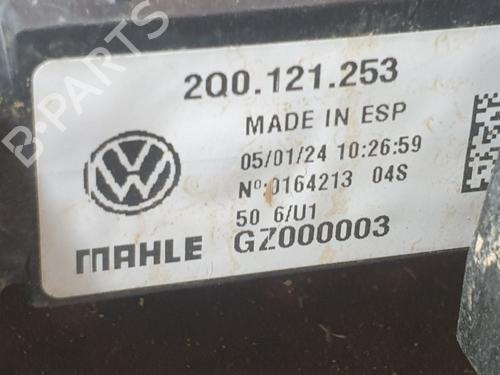 2Q0.121.253
MADE IN ESP
05/01/24 10:26:59
Nº:0164213 04S
50 6/U1
MAHLE GZ000003
B-PARTS